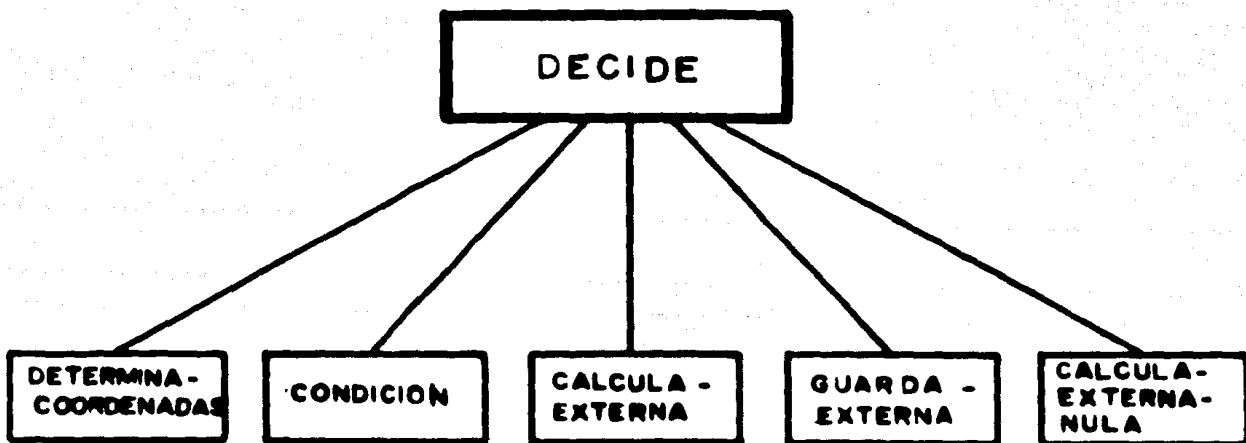 DECIDE
DETERMINA-
COORDENADAS
CONDICION
CALCULA-
EXTERNA
GUARDA-
EXTERNA
CALCULA-
EXTERNA-
NULA